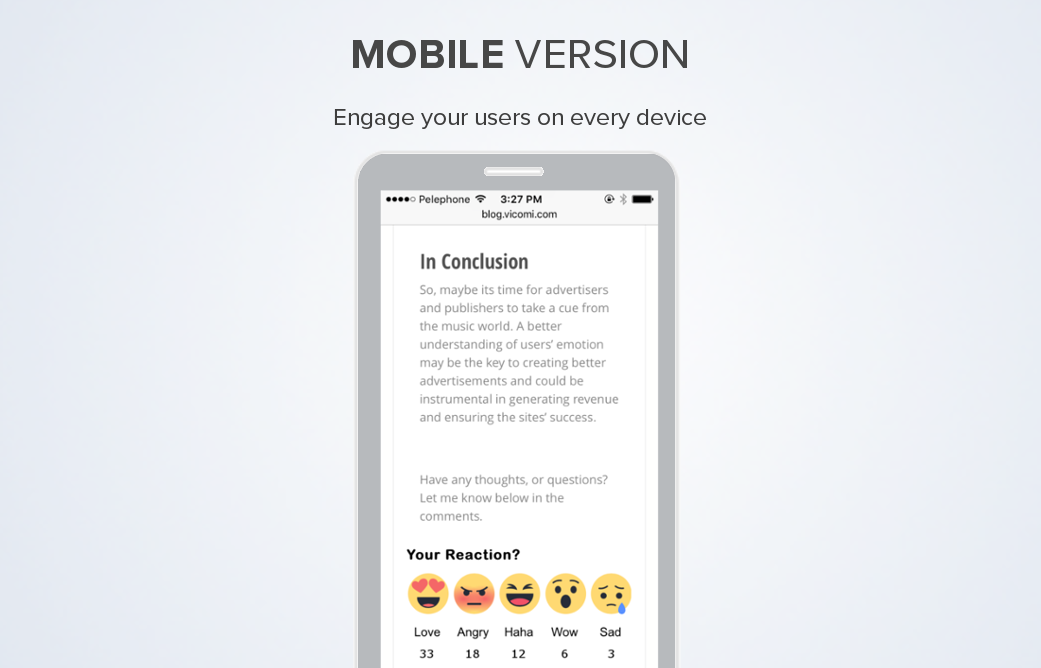 MOBILE VERSION
Engage your users on every device
Pelephone 3:27 PM
blog.vicomi.com
In Conclusion
So, maybe its time for advertisers
and publishers to take a cue from
the music world. A better
understanding of users' emotion
may be the key to creating better
advertisements and could be
instrumental in generating revenue
and ensuring the sites' success.
Have any thoughts, or questions?
Let me know below in the
comments.
Your Reaction?
Love Angry Haha Wow Sad
33 18 12 6 3